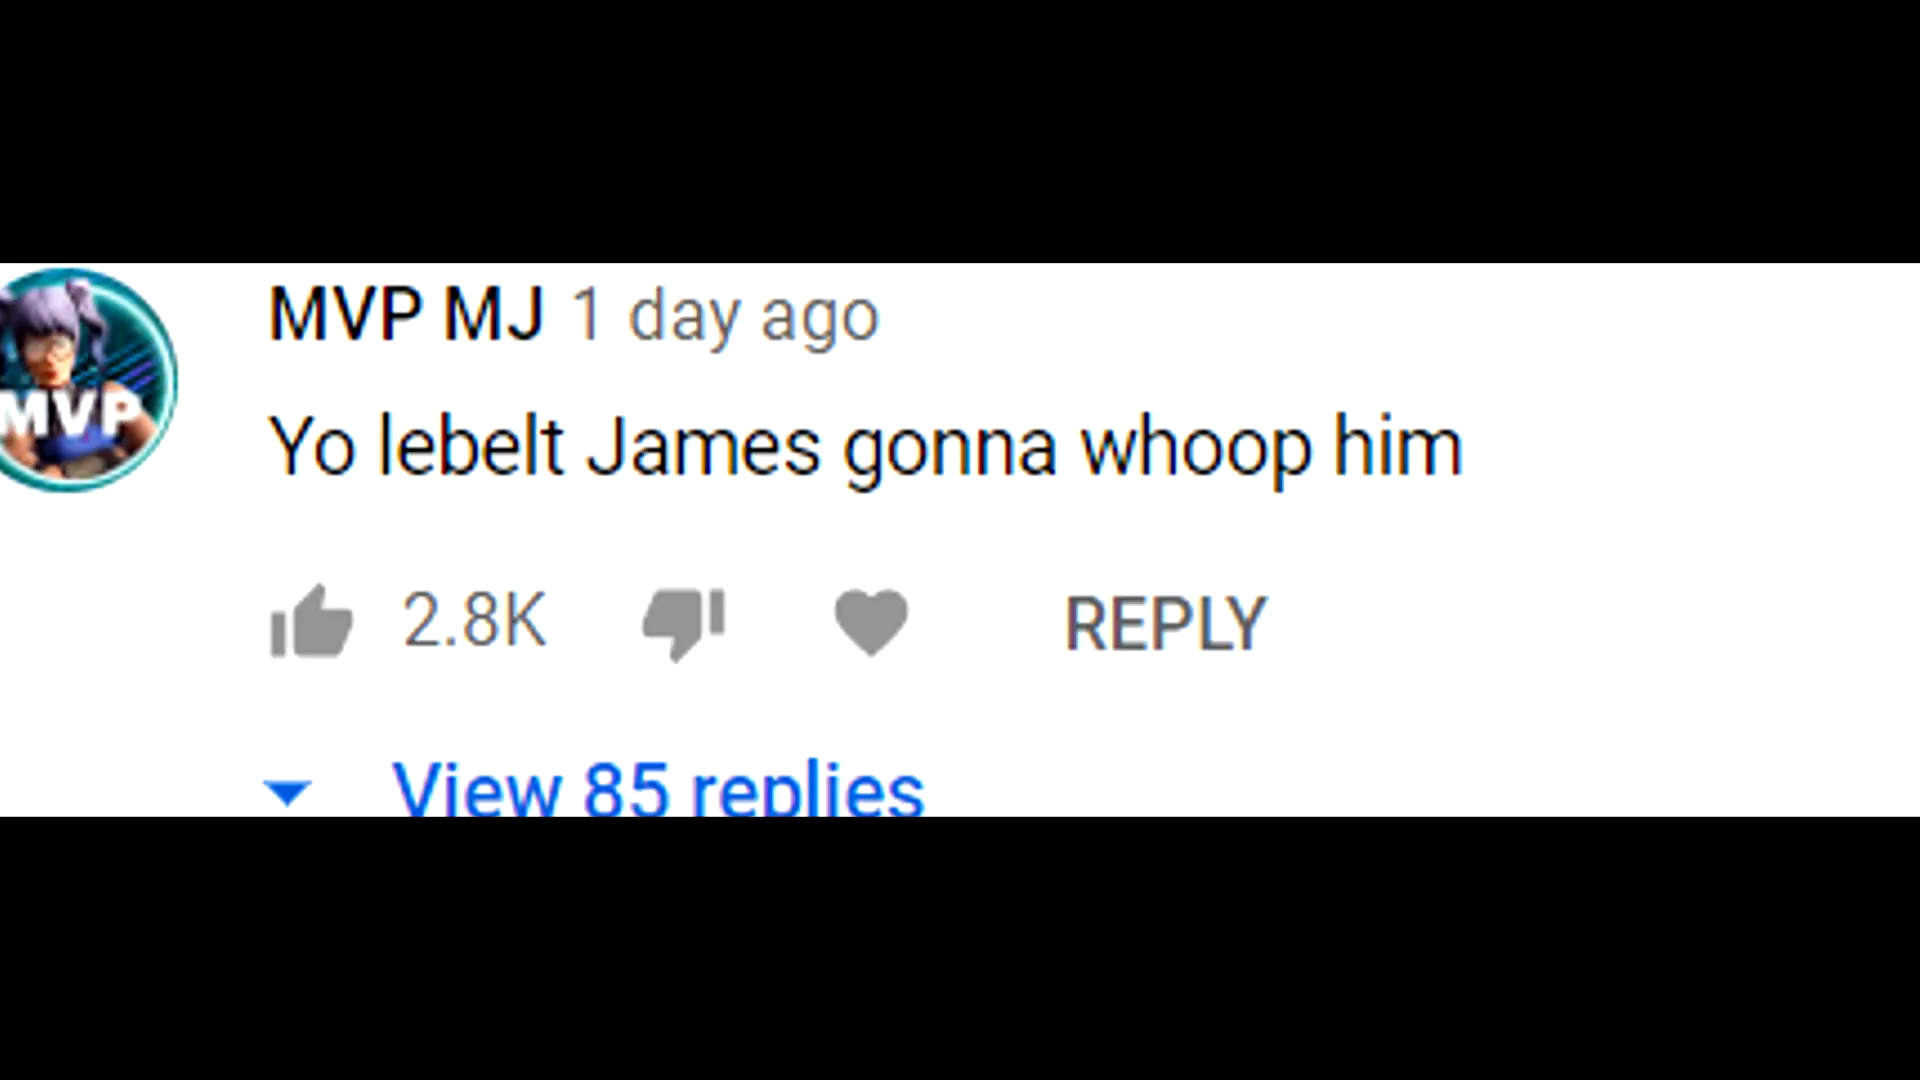 MVP MJ 1 day ago
MVP
Yo lebelt James gonna whoop him
2.8K REPLY
View 85 replies